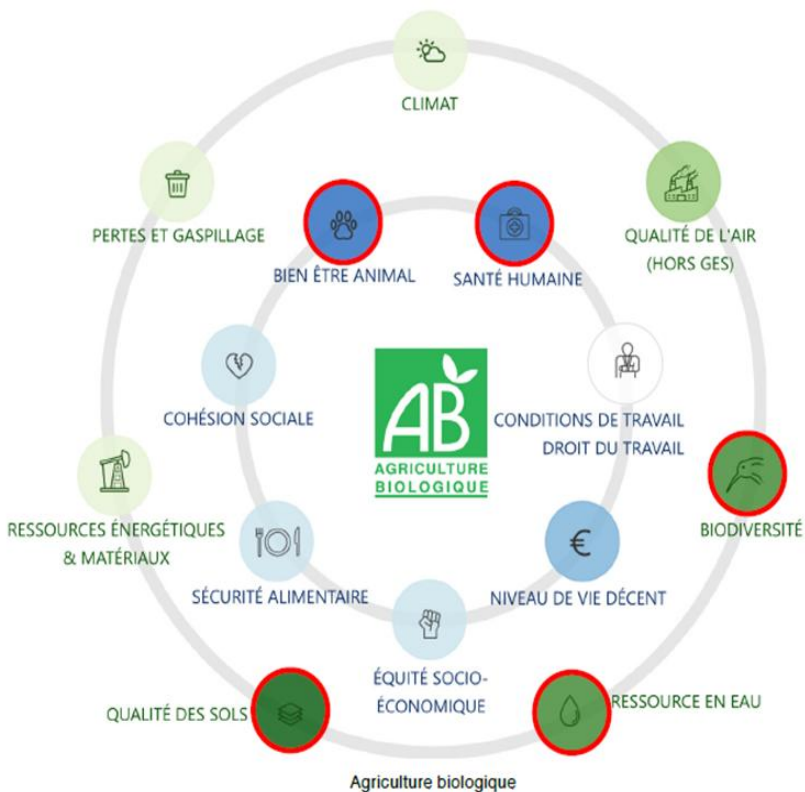 CLIMAT
PERTES ET GASPILLAGE
QUALITÉ DE L'AIR
(HORS GES)
BIEN ÊTRE ANIMAL
SANTÉ HUMAINE
COHÉSION SOCIALE
AB
AGRICULTURE
BIOLOGIQUE
CONDITIONS DE TRAVAIL
DROIT DU TRAVAIL
RESSOURCES ÉNERGÉTIQUES
& MATÉRIAUX
BIODIVERSITÉ
SÉCURITÉ ALIMENTAIRE
€
NIVEAU DE VIE DÉCENT
ÉQUITÉ SOCIO-
ÉCONOMIQUE
QUALITÉ DES SOLS
RESSOURCE EN EAU
Agriculture biologique